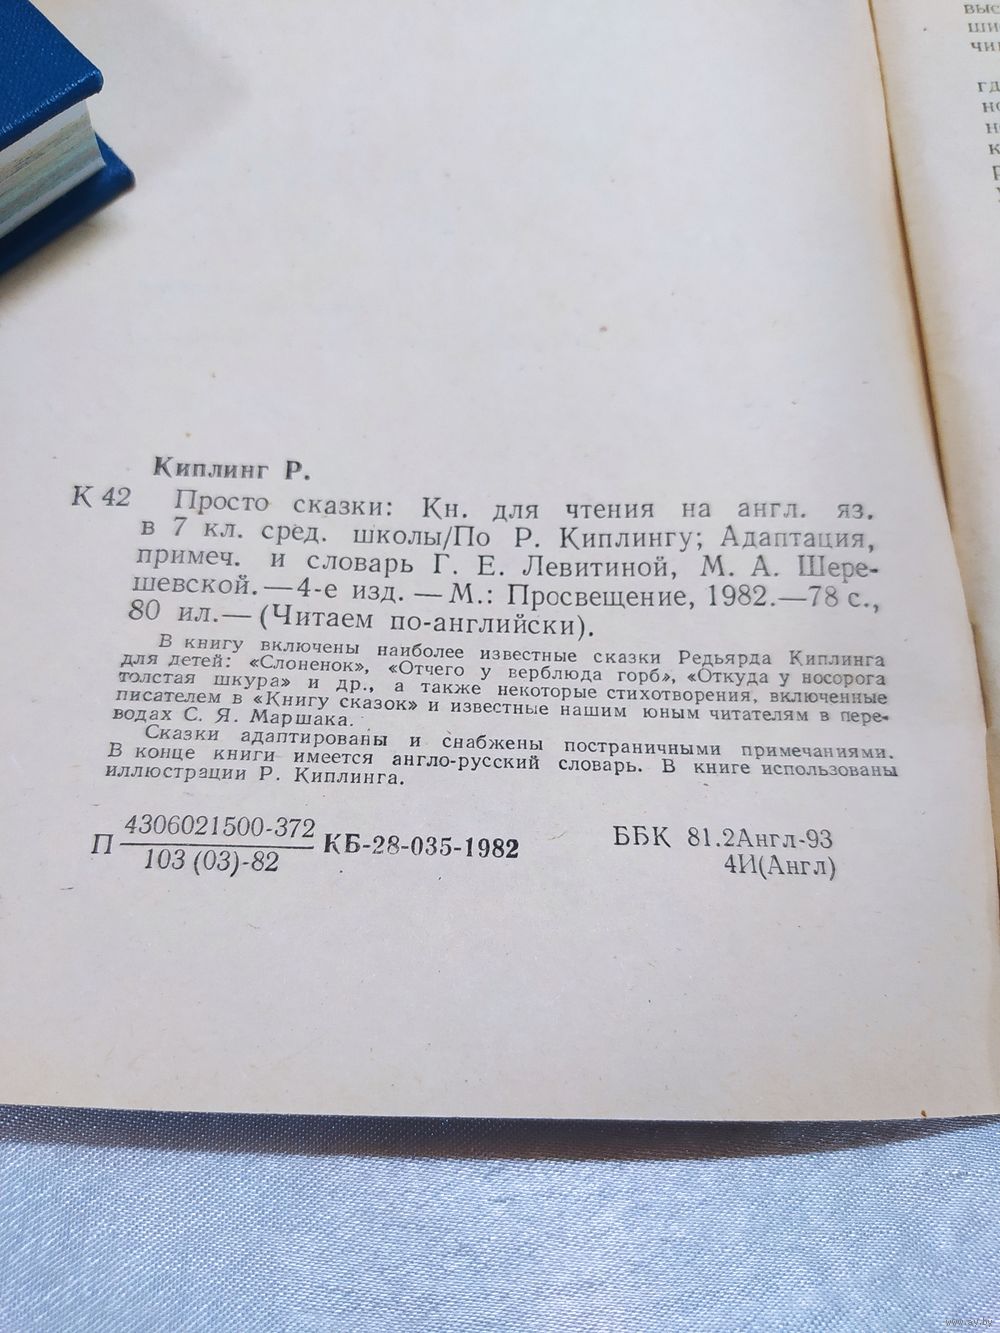 Киплинг Р.
К 42 Просто сказки: Кн. для чтения на англ. яз.
в 7 кл. сред. школы/По Р. Киплингу; Адаптация,
примеч. и словарь Г. Е. Левитиной, М. А. Шере-
шевской.—4-е изд. — М.: Просвещение, 1982.—78 с.,
80 ил.— (Читаем по-английски).
В книгу включены наиболее известные сказки Редьярда Киплинга
для детей: «Слоненок», «Отчего у верблюда горб», «Откуда у носорога
толстая шкура» и др., а также некоторые стихотворения, включенные
писателем в «Книгу сказок» и известные нашим юным читателям в пере-
водах С. Я. Маршака.
Сказки адаптированы и снабжены постраничными примечаниями.
В конце книги имеется англо-русский словарь. В книге использованы
иллюстрации Р. Киплинга.
П 4306021500-372 КБ-28-035-1982 ББК 81.2Англ-93
103 (03)-82 4И(Англ)
www.ay.by